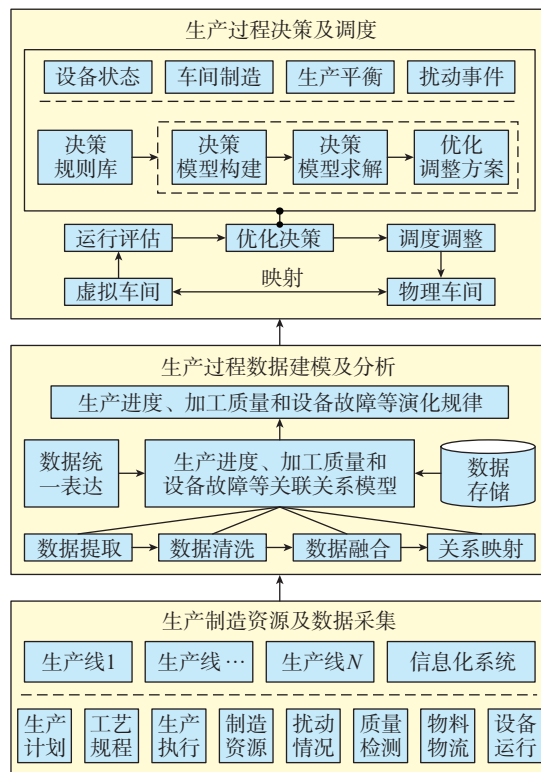 生产过程决策及调度
设备状态 车间制造 生产平衡 扰动事件
决策 决策 决策 优化
规则库 模型构建 模型求解 调整方案
运行评估 优化决策 调度调整
映射
虚拟车间 物理车间
生产过程数据建模及分析
生产进度、加工质量和设备故障等演化规律
数据统 生产进度、加工质量和 数据
一表达 设备故障等关联关系模型 存储
数据提取 数据清洗 数据融合 关系映射
生产制造资源及数据采集
生产线1 生产线… 生产线N 信息化系统
生产 工艺 生产 制造 扰动 质量 物料 设备
计划 规程 执行 资源 情况 检测 物流 运行